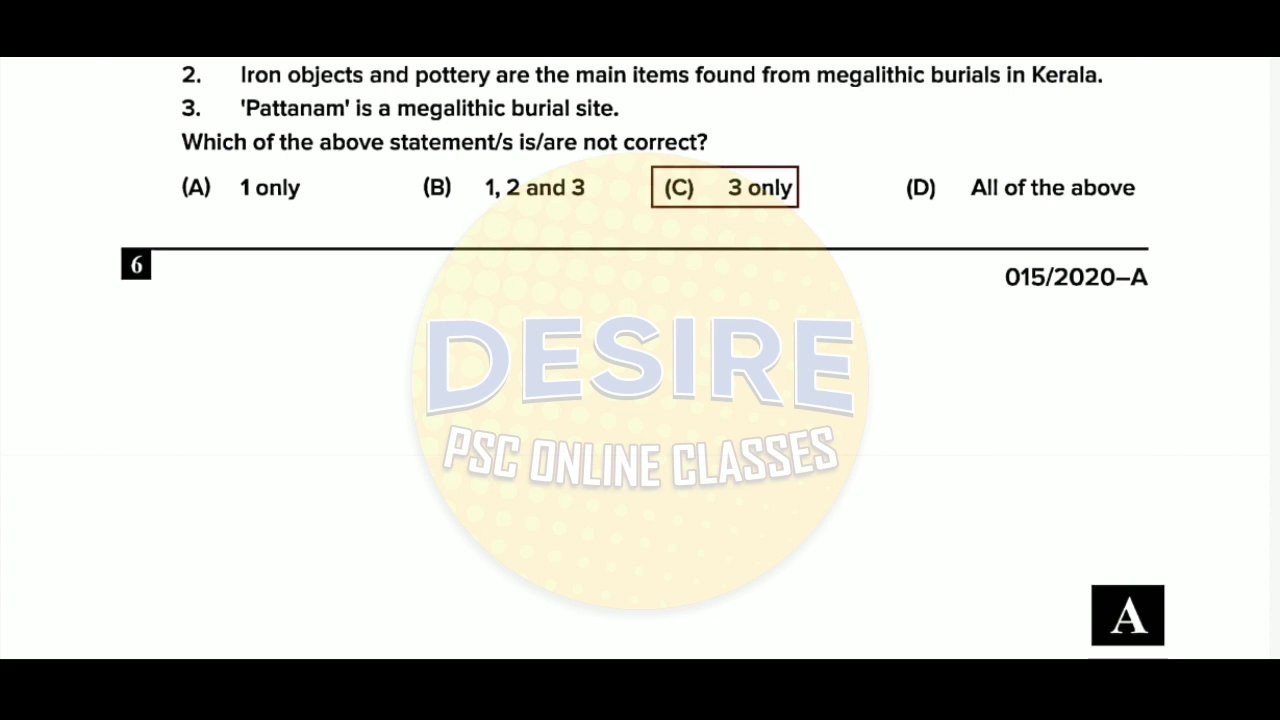 2. Iron objects and pottery are the main items found from megalithic burials in Kerala.
3. 'Pattanam' is a megalithic burial site.
Which of the above statement/s is/are not correct?
(A) 1 only (B) 1, 2 and 3 (C) 3 only (D) All of the above
6
015/2020–A
DESIRE
PSC ONLINE CLASSES
A